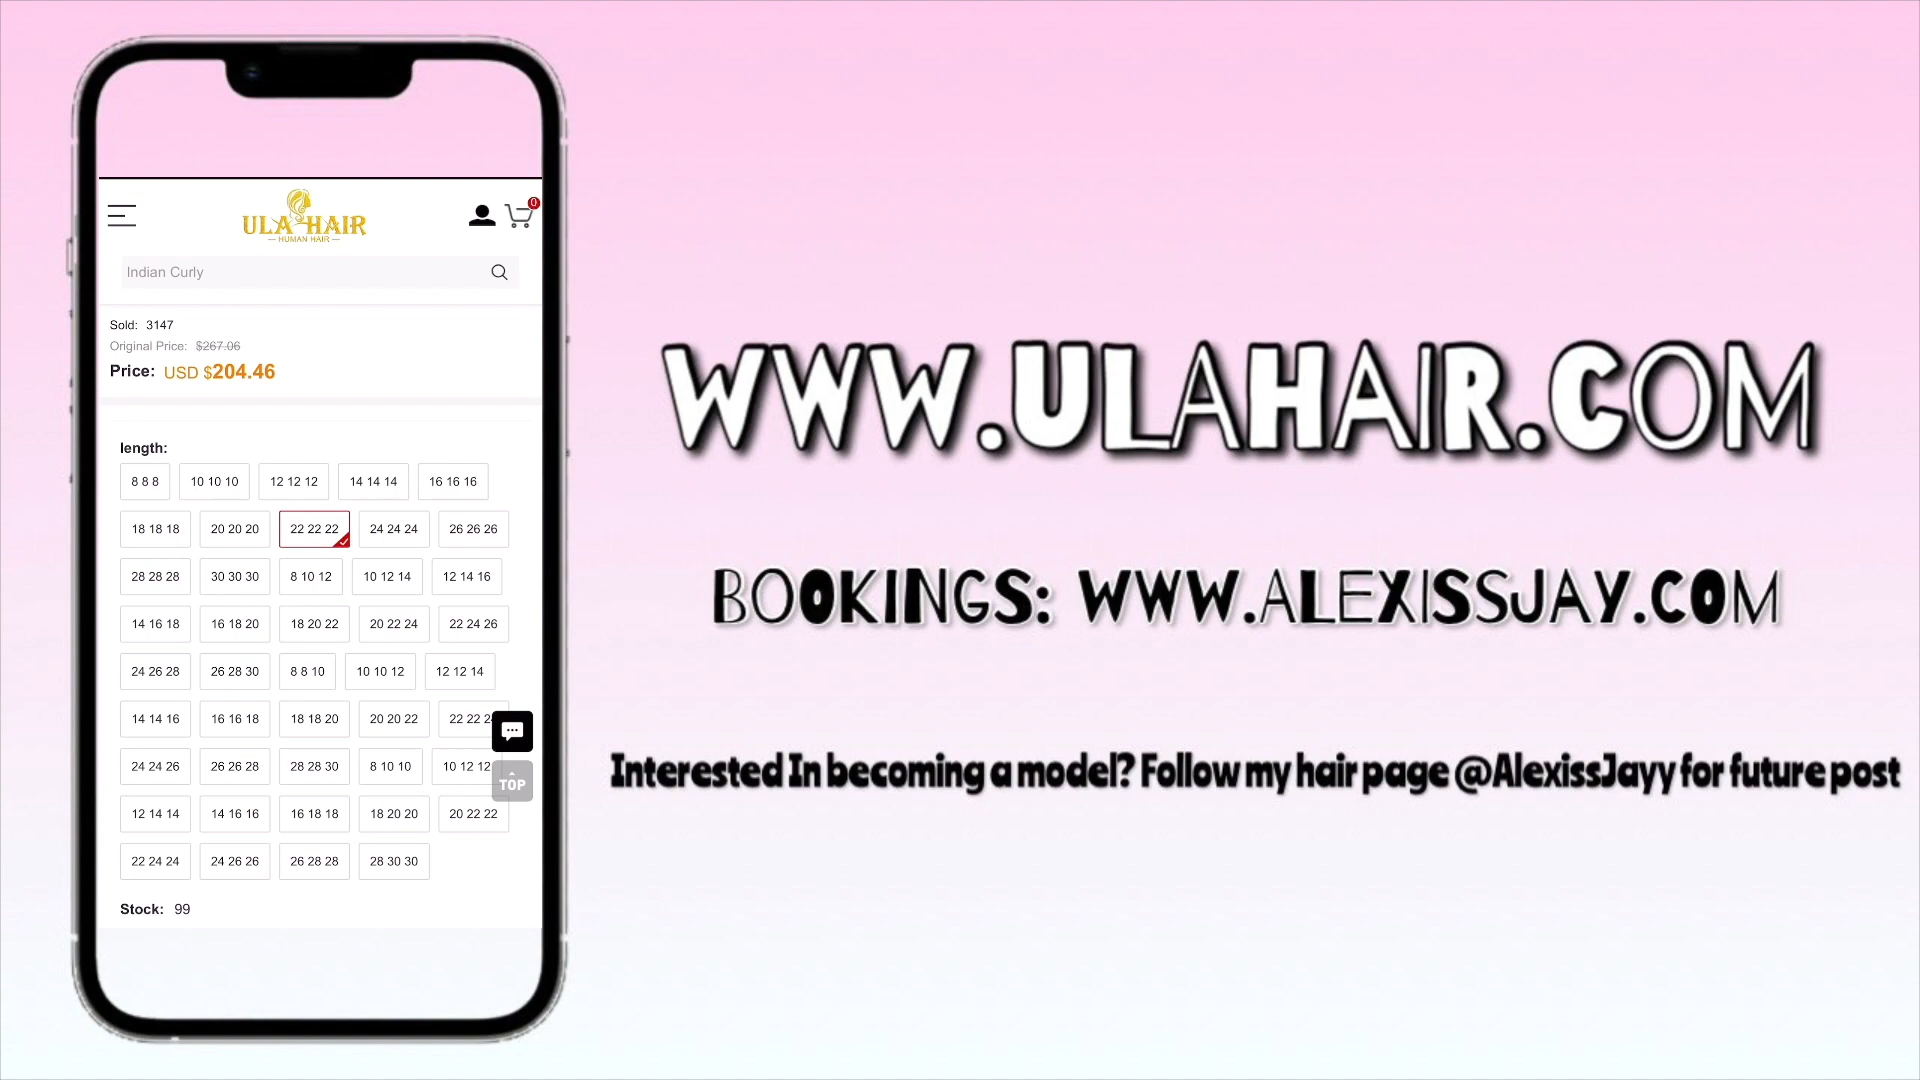 ULA HAIR
HUMAN HAIR
0
Indian Curly
Sold: 3147
Original Price: $267.06
Price: USD $204.46
length:
8 8 8 10 10 10 12 12 12 14 14 14 16 16 16
18 18 18 20 20 20 22 22 22 24 24 24 26 26 26
28 28 28 30 30 30 8 10 12 10 12 14 12 14 16
14 16 18 16 18 20 18 20 22 20 22 24 22 24 26
24 26 28 26 28 30 8 8 10 10 10 12 12 12 14
14 14 16 16 16 18 18 18 20 20 20 22 22 22
24 24 26 26 26 28 28 28 30 8 10 10 10 12 12
TOP
12 14 14 14 16 16 16 18 18 18 20 20 20 22 22
22 24 24 24 26 26 26 28 28 28 30 30
Stock: 99
WWW.ULAHAIR.COM
BOOKINGS: WWW.ALEXISSJAY.COM
Interested In becoming a model? Follow my hair page @AlexissJayy for future post